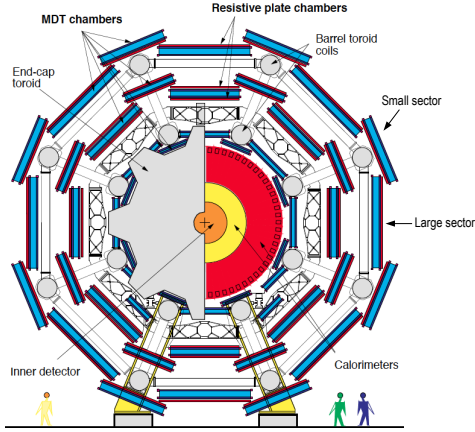 Resistive plate chambers
MDT chambers
Barrel toroid
coils
End-cap
toroid
Small sector
Large sector
Inner detector
Calorimeters